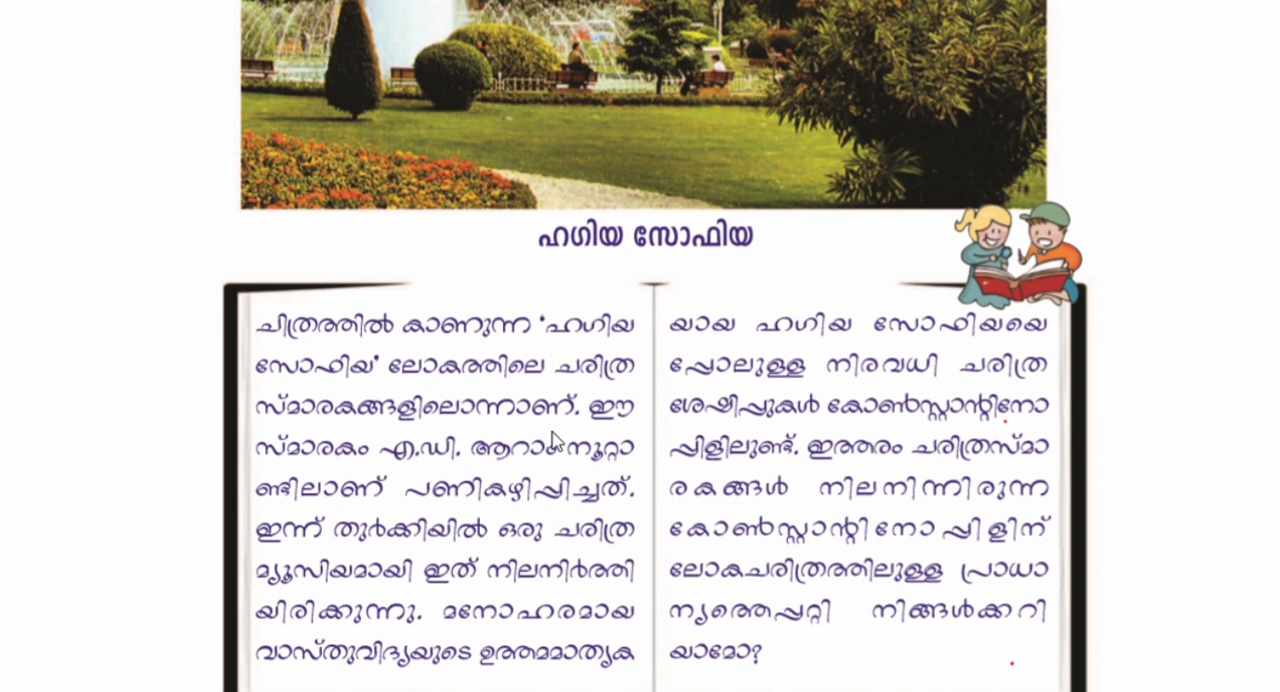 ഹഗിയ സോഫിയ
ചിത്രത്തിൽ കാണുന്ന 'ഹഗിയ
സോഫിയ' ലോകത്തിലെ ചരിത്ര
സ്മാരകങ്ങളിലൊന്നാണ്. ഈ
സ്മാരകം എ.ഡി. ആറാം നൂറ്റാ
ണ്ടിലാണ് പണികഴിപ്പിച്ചത്.
ഇന്ന് തുർക്കിയിൽ ഒരു ചരിത്ര
മ്യൂസിയമായി ഇത് നിലനിർത്തി
യിരിക്കുന്നു. മനോഹരമായ
വാസ്തുവിദ്യയുടെ ഉത്തമമാതൃക
യായ ഹഗിയ സോഫിയയെ
പ്പോലുള്ള നിരവധി ചരിത്ര
ശേഷിപ്പുകൾ കോൺസ്റ്റാന്റിനോ
പ്പിളിലുണ്ട്. ഇത്തരം ചരിത്രസ്മാ
രകങ്ങൾ നിലനിന്നിരുന്ന
കോൺസ്റ്റാന്റിനോപ്പിളിന്
ലോകചരിത്രത്തിലുള്ള പ്രാധാ
ന്യത്തെപ്പറ്റി നിങ്ങൾക്കറി
യാമോ?